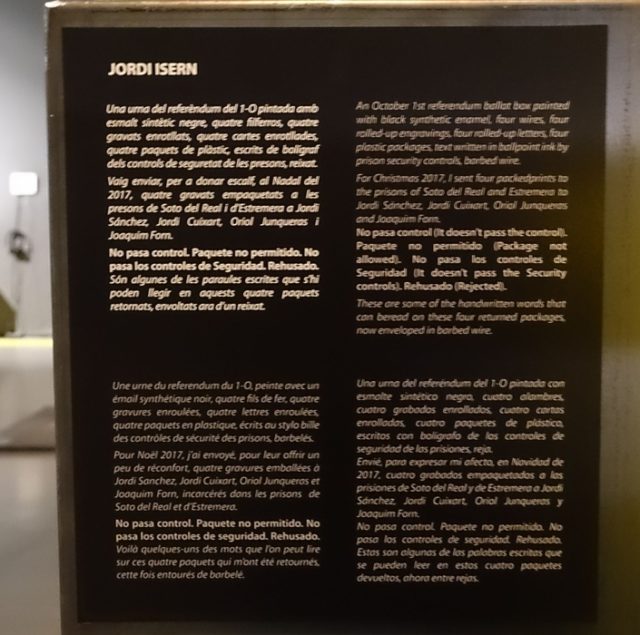 JORDI ISERN
Una urna del referèndum del 1-O pintada amb
esmalt sintètic negre, quatre filferros, quatre
gravats enrotllats, quatre cartes enrotllades,
quatre paquets de plàstic, escrits de bolígraf
dels controls de seguretat de les presons, reixat.
Vaig enviar, per a donar escalf, al Nadal del
2017, quatre gravats empaquetats a les
presons de Soto del Real i d'Estremera a Jordi
Sánchez, Jordi Cuixart, Oriol Junqueras i
Joaquim Forn.
No pasa control. Paquete no permitido. No
pasa los controles de Seguridad. Rehusado.
Són algunes de les paraules escrites que s'hi
poden llegir en aquests quatre paquets
retornats, envoltats ara d'un reixat.
An October 1st referendum ballot box painted
with black synthetic enamel, four wires, four
rolled-up engravings, four rolled-up letters, four
plastic packages, text written in ballpoint ink by
prison security controls, barbed wire.
For Christmas 2017, I sent four packedprints to
the prisons of Soto del Real and Estremera to
Jordi Sánchez, Jordi Cuixart, Oriol Junqueras
and Joaquim Forn.
No pasa control (It doesn't pass the control).
Paquete no permitido (Package not
allowed). No pasa los controles de
Seguridad (It doesn't pass the Security
controls). Rehusado (Rejected).
These are some of the handwritten words that
can beread on these four returned packages,
now enveloped in barbed wire.
Une urne du referendum du 1-O, peinte avec un
émail synthétique noir, quatre fils de fer, quatre
gravures enroulées, quatre lettres enroulées,
quatre paquets en plastique, écrits au stylo bille
des contrôles de sécurité des prisons, barbelés.
Pour Noël 2017, j'ai envoyé, pour leur offrir un
peu de réconfort, quatre gravures emballées à
Jordi Sanchez, Jordi Cuixart, Oriol Junqueras et
Joaquim Forn, incarcérés dans les prisons de
Soto del Real et d'Estremera.
No pasa control. Paquete no permitido. No
pasa los controles de seguridad. Rehusado.
Voilà quelques-uns des mots que l'on peut lire
sur ces quatre paquets qui m'ont été retournés,
cette fois entourés de barbelé.
Una urna del referéndum del 1-O pintada con
esmalte sintético negro, cuatro alambres,
cuatro grabados enrollados, cuatro cartas
enrolladas, cuatro paquetes de plástico,
escritos con bolígrafo de los controles de
seguridad de las prisiones, reja.
Envié, para expresar mi afecto, en Navidad de
2017, cuatro grabados empaquetados a las
prisiones de Soto del Real y de Estremera a Jordi
Sánchez, Jordi Cuixart, Oriol Junqueras y
Joaquim Forn.
No pasa control. Paquete no permitido. No
pasa los controles de seguridad. Rehusado.
Estas son algunas de las palabras escritas que
se pueden leer en estos cuatro paquetes
devueltos, ahora entre rejas.